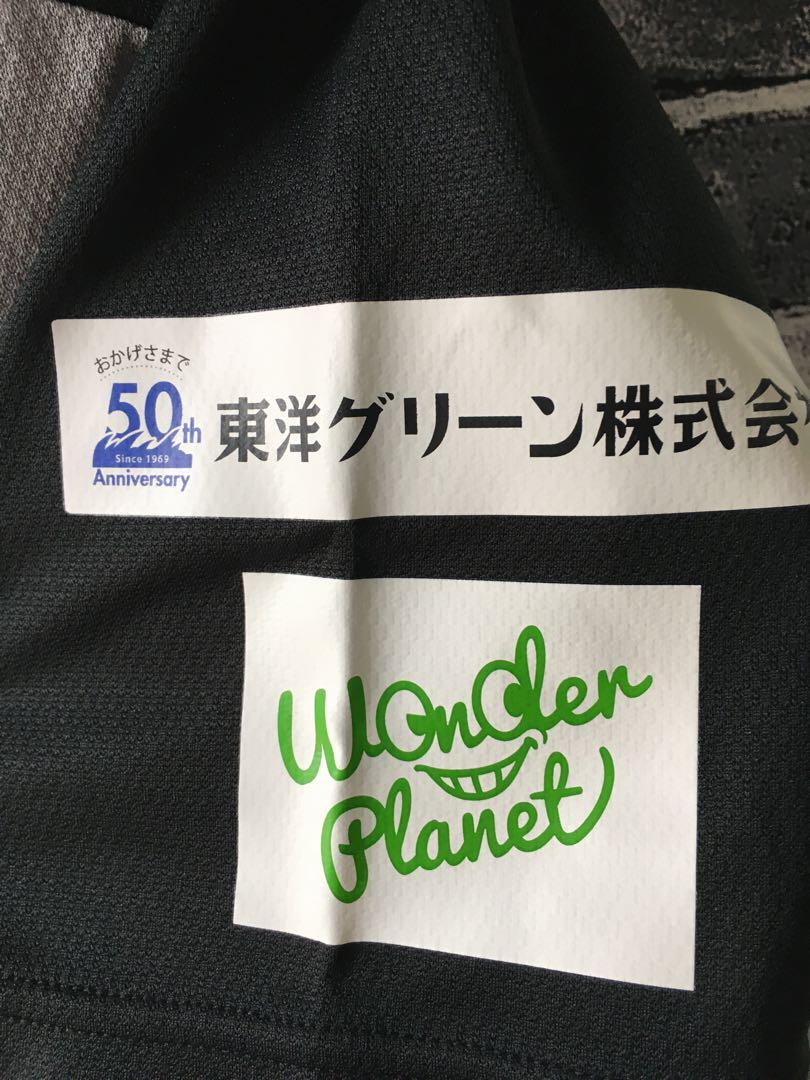 おかげさまで
50th
Since 1969
Anniversary
東洋グリーン株式会
Wonder
Planet